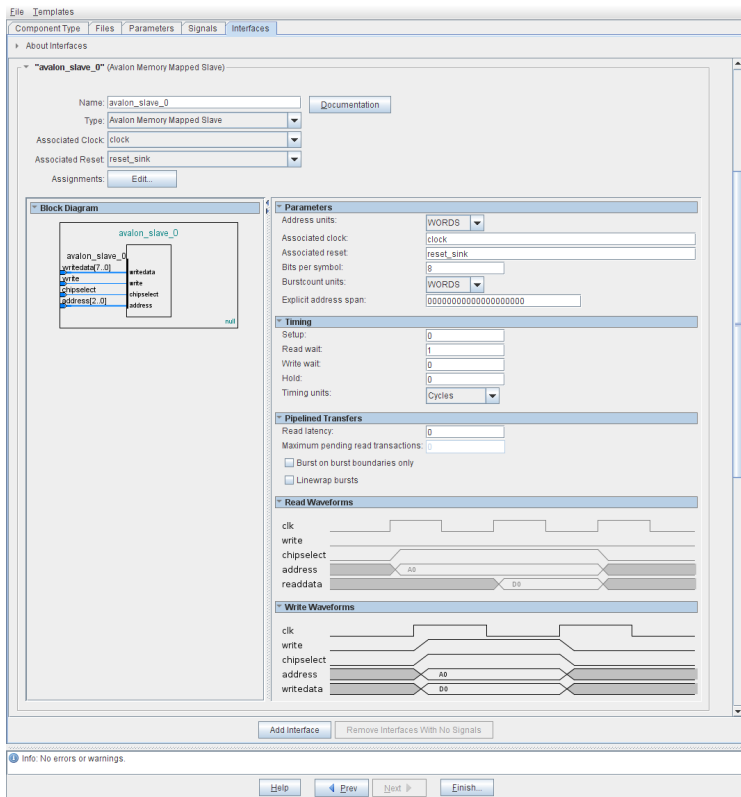 File Templates
Component Type Files Parameters Signals Interfaces
About Interfaces
"avalon_slave_0" (Avalon Memory Mapped Slave)
Name: avalon_slave_0 Documentation
Type: Avalon Memory Mapped Slave
Associated Clock: clock
Associated Reset: reset_sink
Assignments: Edit...
Block Diagram
avalon_slave_0
avalon_slave_0
writedata[7..0] writedata
write write
chipselect chipselect
address[2..0] address
null
Parameters
Address units: WORDS
Associated clock: clock
Associated reset: reset_sink
Bits per symbol: 8
Burstcount units: WORDS
Explicit address span: 00000000000000000000
Timing
Setup: 0
Read wait: 1
Write wait: 0
Hold: 0
Timing units: Cycles
Pipelined Transfers
Read latency: 0
Maximum pending read transactions: 0
Burst on burst boundaries only
Linewrap bursts
Read Waveforms
clk
write
chipselect
address A0
readdata D0
Write Waveforms
clk
write
chipselect
address A0
writedata D0
Add Interface Remove Interfaces With No Signals
Info: No errors or warnings.
Help Prev Next Finish...